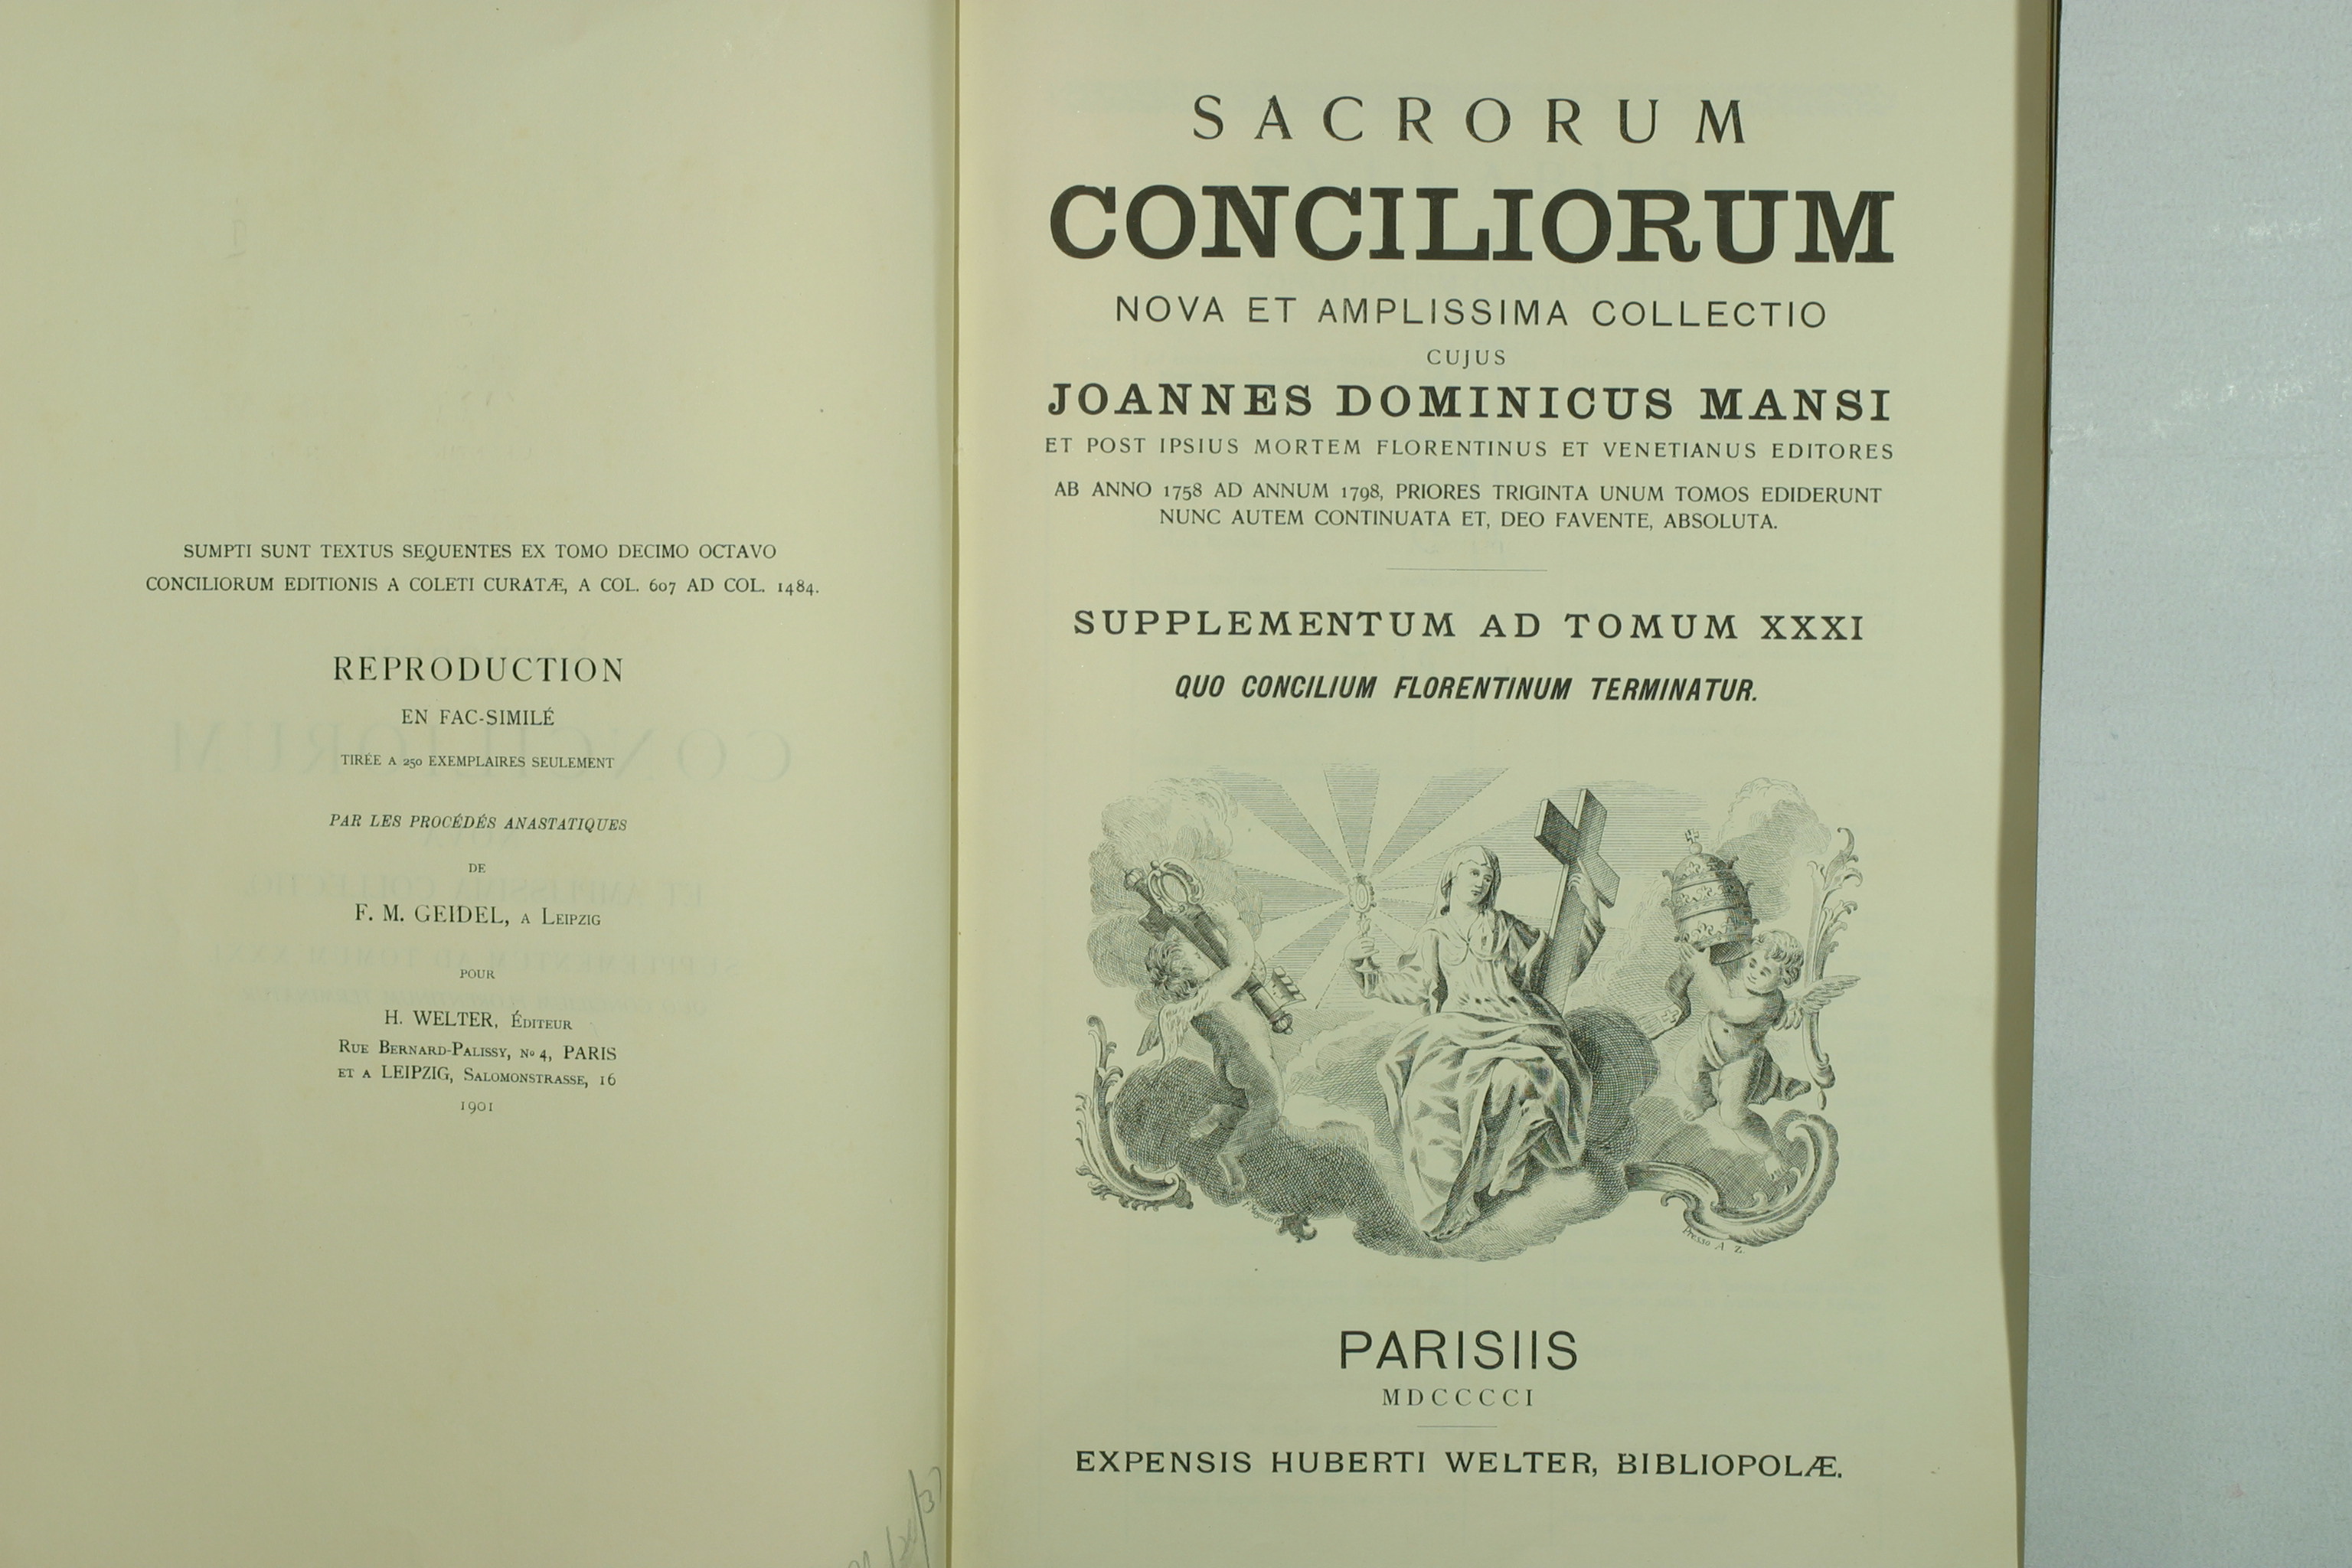 SUMPTI SUNT TEXTUS SEQUENTES EX TOMO DECIMO OCTAVO
CONCILIORUM EDITIONIS A COLETI CURATÆ, A COL. 607 AD COL. 1484.
REPRODUCTION
EN FAC-SIMILÉ
TIRÉE A 250 EXEMPLAIRES SEULEMENT
PAR LES PROCÉDÉS ANASTATIQUES
DE
F. M. GEIDEL, A LEIPZIG
POUR
H. WELTER, ÉDITEUR
RUE BERNARD-PALISSY, No 4, PARIS
ET A LEIPZIG, SALOMONSTRASSE, 16
1901
SACRORUM
CONCILIORUM
NOVA ET AMPLISSIMA COLLECTIO
CUJUS
JOANNES DOMINICUS MANSI
ET POST IPSIUS MORTEM FLORENTINUS ET VENETIANUS EDITORES
AB ANNO 1758 AD ANNUM 1798, PRIORES TRIGINTA UNUM TOMOS EDIDERUNT
NUNC AUTEM CONTINUATA ET, DEO FAVENTE, ABSOLUTA.
SUPPLEMENTUM AD TOMUM XXXI
QUO CONCILIUM FLORENTINUM TERMINATUR.
Presso A Z.
PARISIIS
MDCCCCI
EXPENSIS HUBERTI WELTER, BIBLIOPOLÆ.